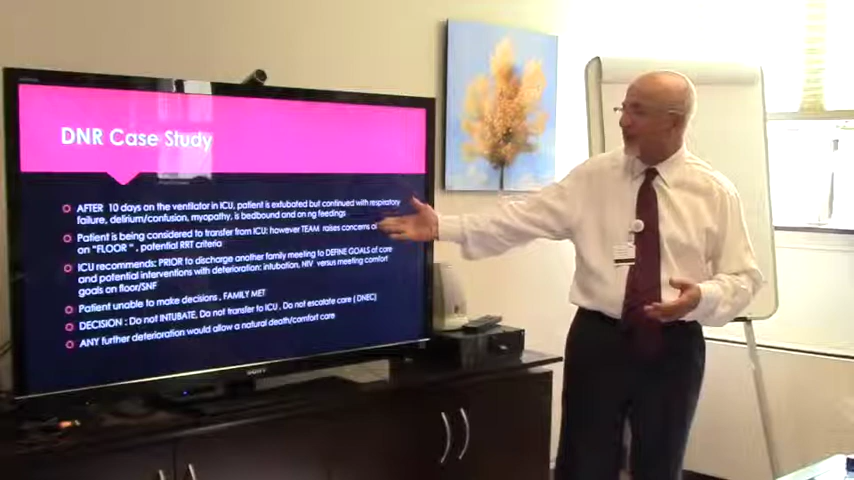 DNR Case Study
AFTER 10 days on the ventilator in ICU, patient is extubated but continued with respiratory
failure, delirium/confusion, myopathy, is bedbound and on ng feedings
Patient is being considered to transfer from ICU; however TEAM raises concerns
on "FLOOR", potential RRT criteria
ICU recommends: PRIOR to discharge another family meeting to DEFINE GOALS of care
and potential interventions with deterioration: intubation, NIV versus meeting comfort
goals on floor/SNF
Patient unable to make decisions, FAMILY MET
DECISION: Do not INTUBATE, Do not transfer to ICU, Do not escalate care (DNEC)
ANY further deterioration would allow a natural death/comfort care
SONY